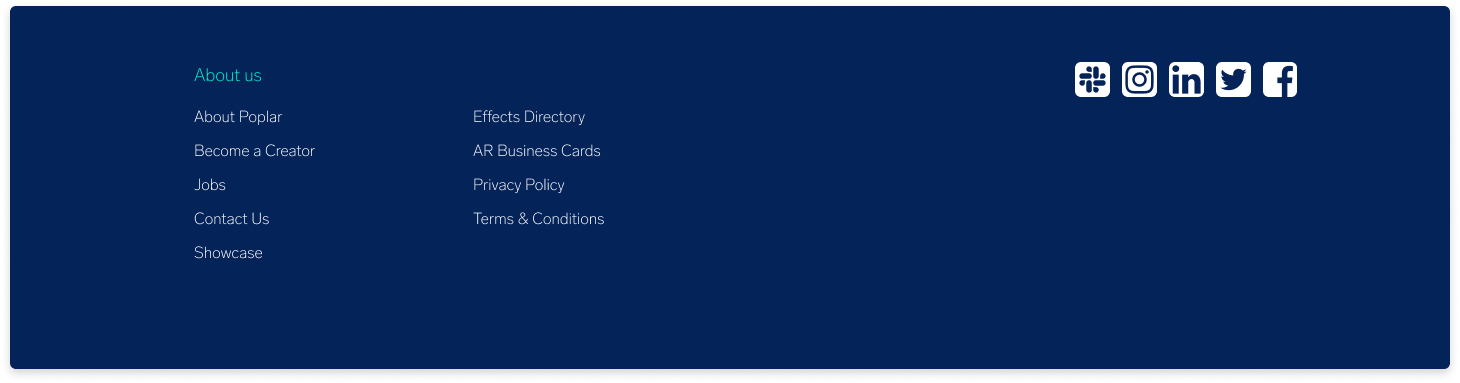 About us
About Poplar
Become a Creator
Jobs
Contact Us
Showcase
Effects Directory
AR Business Cards
Privacy Policy
Terms & Conditions